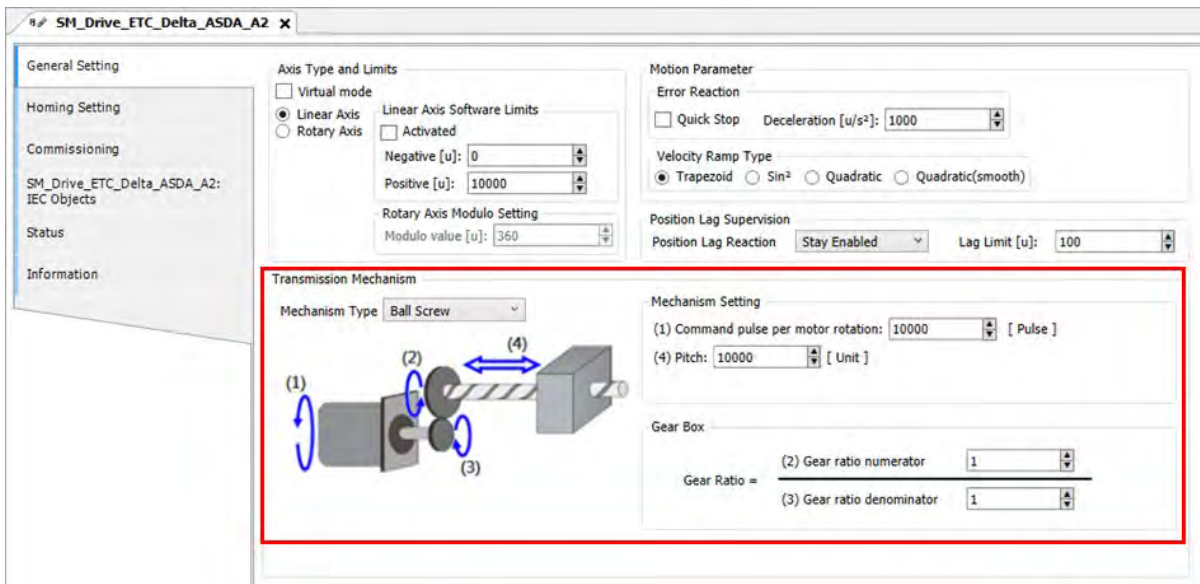 SM_Drive_ETC_Delta_ASDA_A2 X
General Setting
Homing Setting
Commissioning
SM_Drive_ETC_Delta_ASDA_A2:
IEC Objects
Status
Information
Axis Type and Limits
Virtual mode
Linear Axis
Rotary Axis
Linear Axis Software Limits
Activated
Negative [u]: 0
Positive [u]: 10000
Rotary Axis Modulo Setting
Modulo value [u]: 360
Motion Parameter
Error Reaction
Quick Stop Deceleration [u/s²]: 1000
Velocity Ramp Type
Trapezoid Sin² Quadratic Quadratic(smooth)
Position Lag Supervision
Position Lag Reaction Stay Enabled Lag Limit [u]: 100
Transmission Mechanism
Mechanism Type Ball Screw
(1)
(2)
(4)
(3)
Mechanism Setting
(1) Command pulse per motor rotation: 10000 [ Pulse ]
(4) Pitch: 10000 [ Unit ]
Gear Box
Gear Ratio =
(2) Gear ratio numerator 1
(3) Gear ratio denominator 1